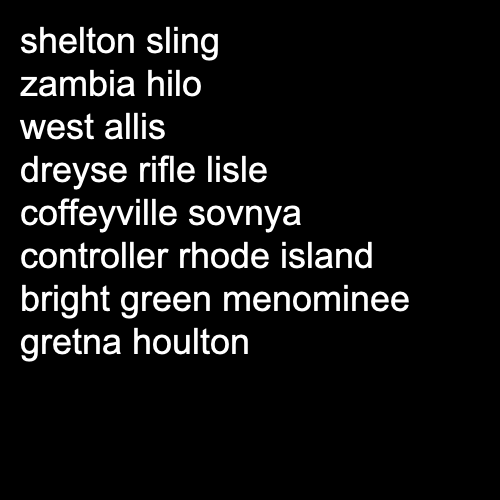 shelton sling
zambia hilo
west allis
dreyse rifle lisle
coffeyville sovnya
controller rhode island
bright green menominee
gretna houlton